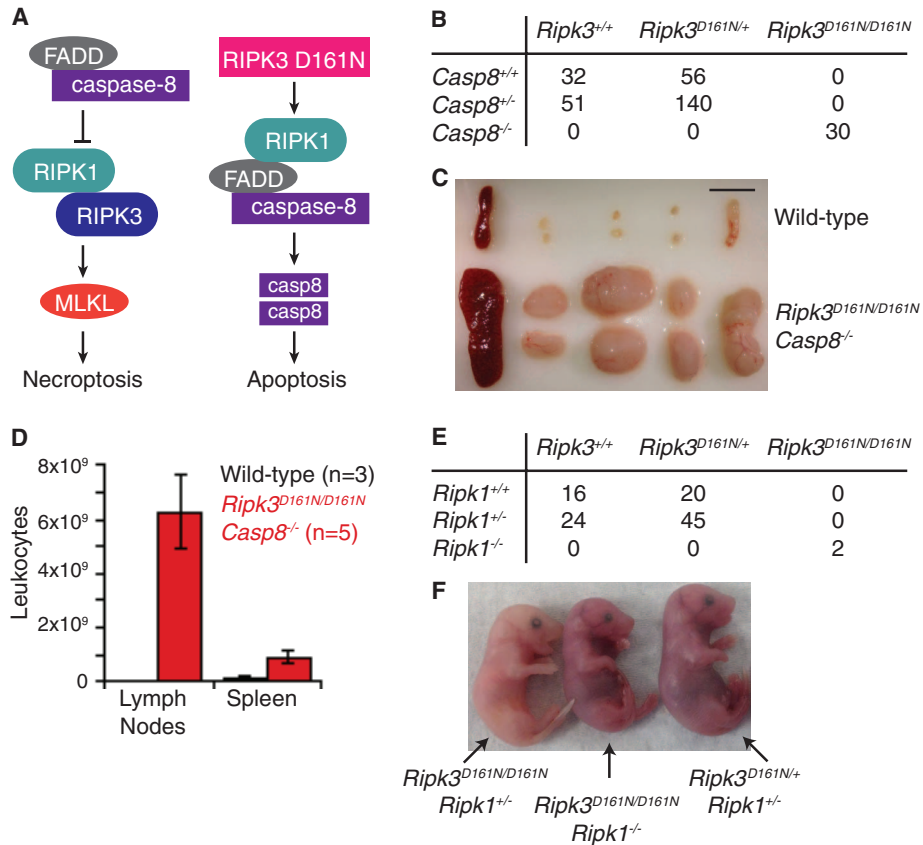 A
FADD
caspase-8
RIPK1
RIPK3
MLKL
Necroptosis
RIPK3 D161N
RIPK1
FADD
caspase-8
casp8
casp8
Apoptosis
B
Ripk3+/+ Ripk3D161N/+ Ripk3D161N/D161N
Casp8+/+ 32 56 0
Casp8+/- 51 140 0
Casp8-/- 0 0 30
C
Wild-type
Ripk3D161N/D161N
Casp8-/-
D
Leukocytes
8x10⁹
6x10⁹
4x10⁹
2x10⁹
0
Lymph
Nodes
Spleen
Wild-type (n=3)
Ripk3D161N/D161N
Casp8-/- (n=5)
E
Ripk3+/+ Ripk3D161N/+ Ripk3D161N/D161N
Ripk1+/+ 16 20 0
Ripk1+/- 24 45 0
Ripk1-/- 0 0 2
F
Ripk3D161N/D161N
Ripk1+/-
Ripk3D161N/D161N
Ripk1-/-
Ripk3D161N/+
Ripk1+/-